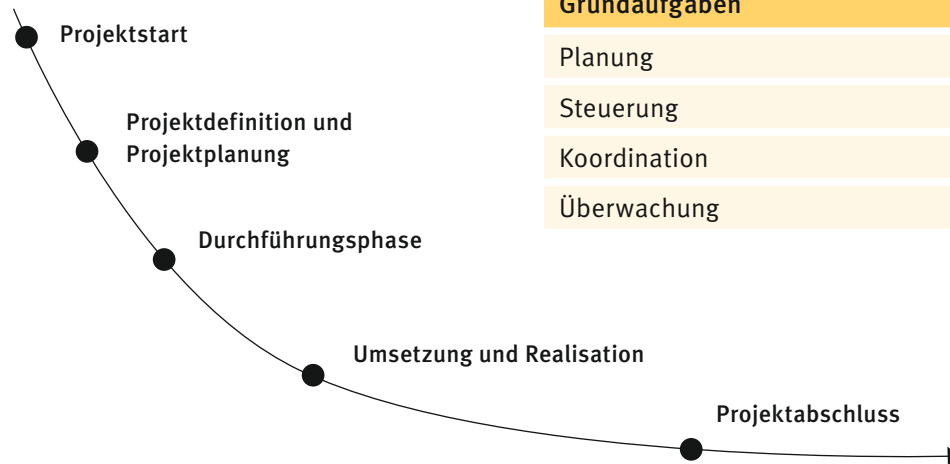 Grundaufgaben
Projektstart
Planung
Steuerung
Projektdefinition und
Projektplanung
Koordination
Überwachung
Durchführungsphase
Umsetzung und Realisation
Projektabschluss